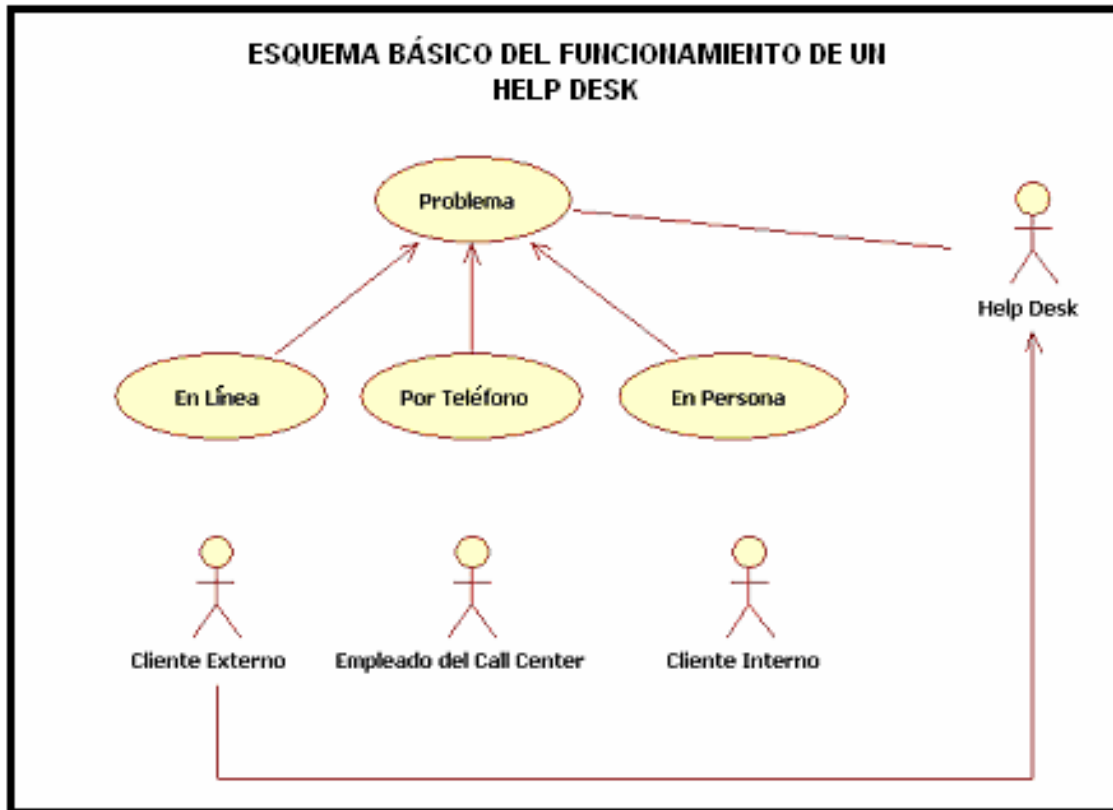 ESQUEMA BÁSICO DEL FUNCIONAMIENTO DE UN
HELP DESK
Problema
Help Desk
En Línea
Por Teléfono
En Persona
Cliente Externo
Empleado del Call Center
Cliente Interno